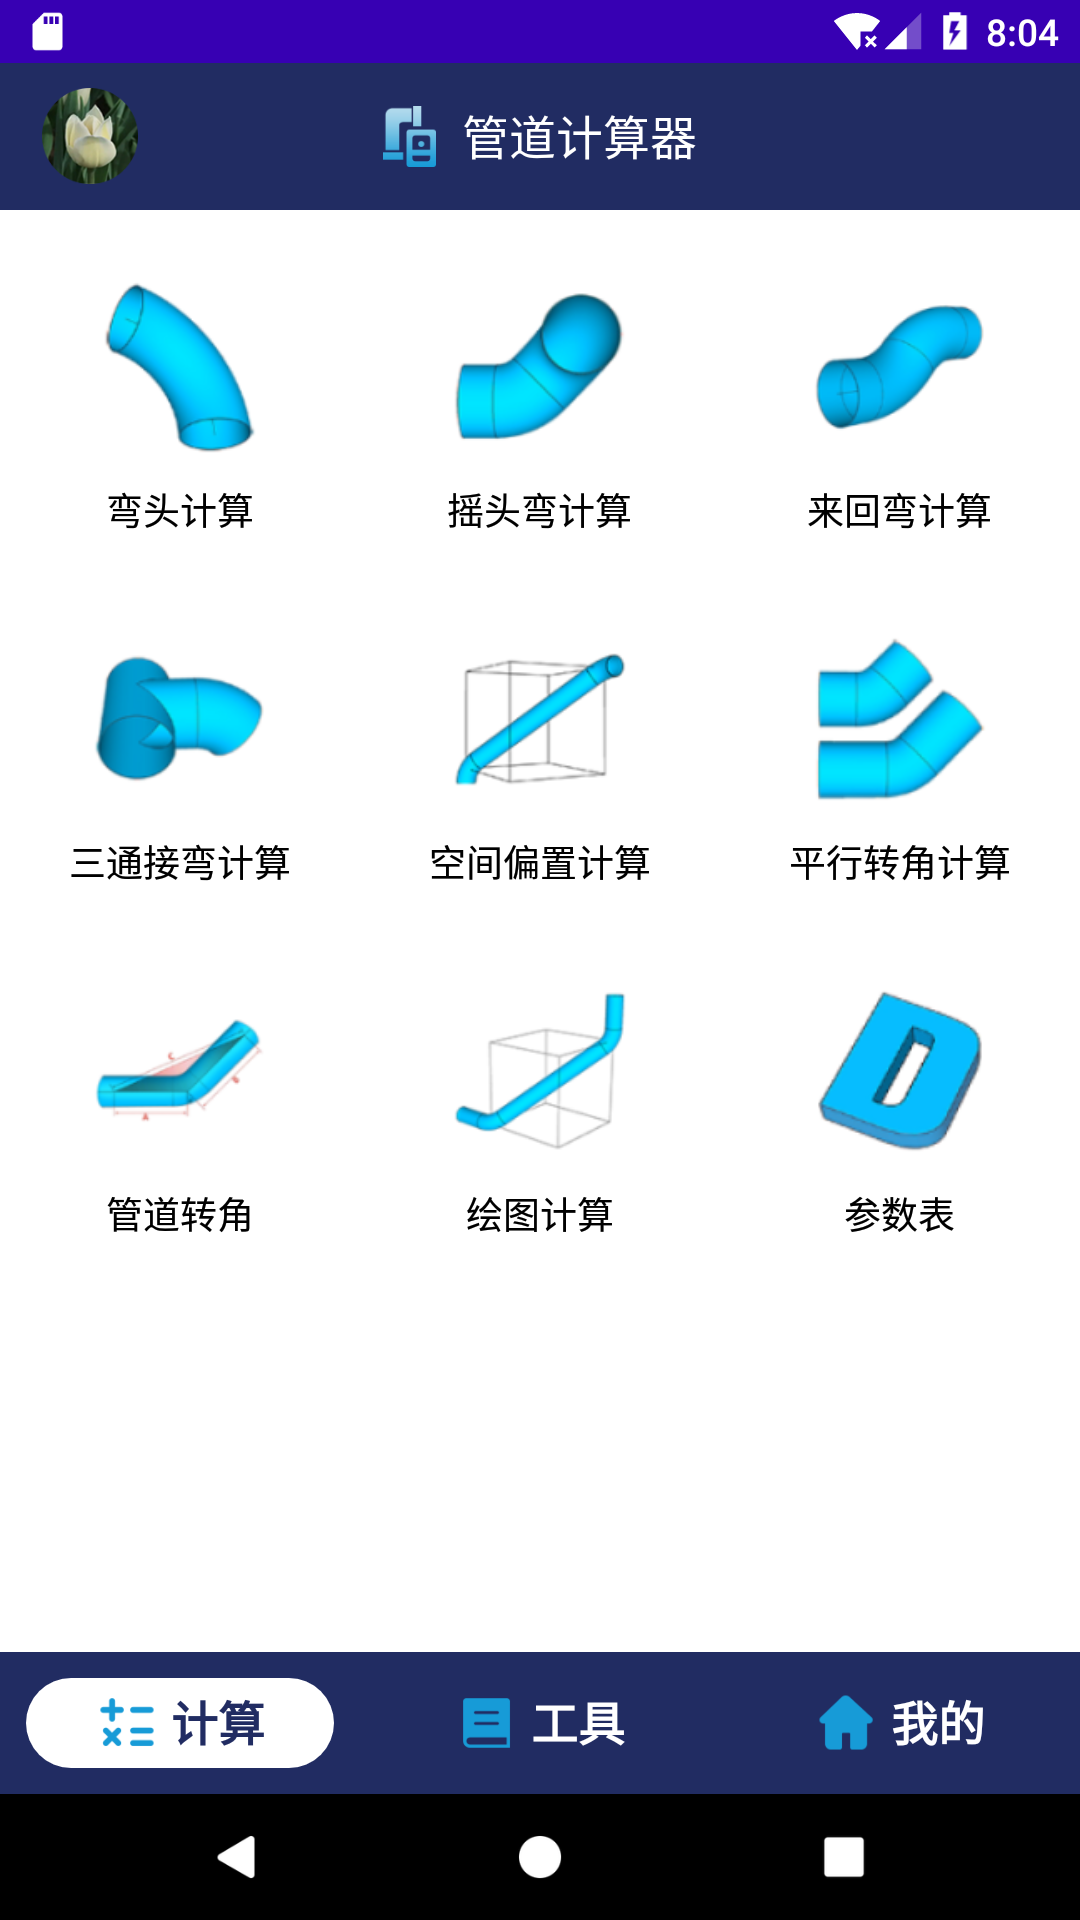 8:04
管道计算器
弯头计算
摇头弯计算
来回弯计算
三通接弯计算
空间偏置计算
平行转角计算
C
A
B
管道转角
绘图计算
参数表
计算
工具
我的